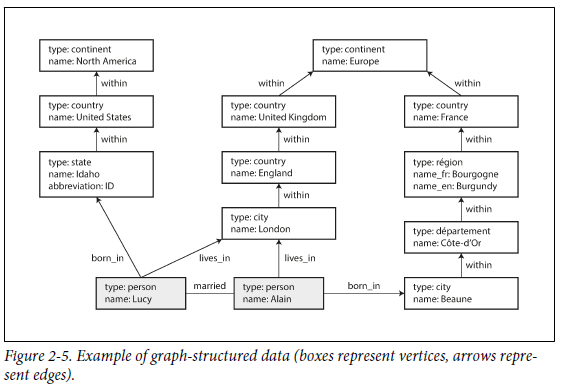 type: continent
name: North America
type: continent
name: Europe
within
within
within
type: country
name: United States
type: country
name: United Kingdom
type: country
name: France
within
within
within
type: state
name: Idaho
abbreviation: ID
type: country
name: England
type: région
name_fr: Bourgogne
name_en: Burgundy
within
within
type: city
name: London
type: département
name: Côte-d'Or
born_in
lives_in
lives_in
within
type: person
name: Lucy
married
type: person
name: Alain
born_in
type: city
name: Beaune
Figure 2-5. Example of graph-structured data (boxes represent vertices, arrows repre-
sent edges).